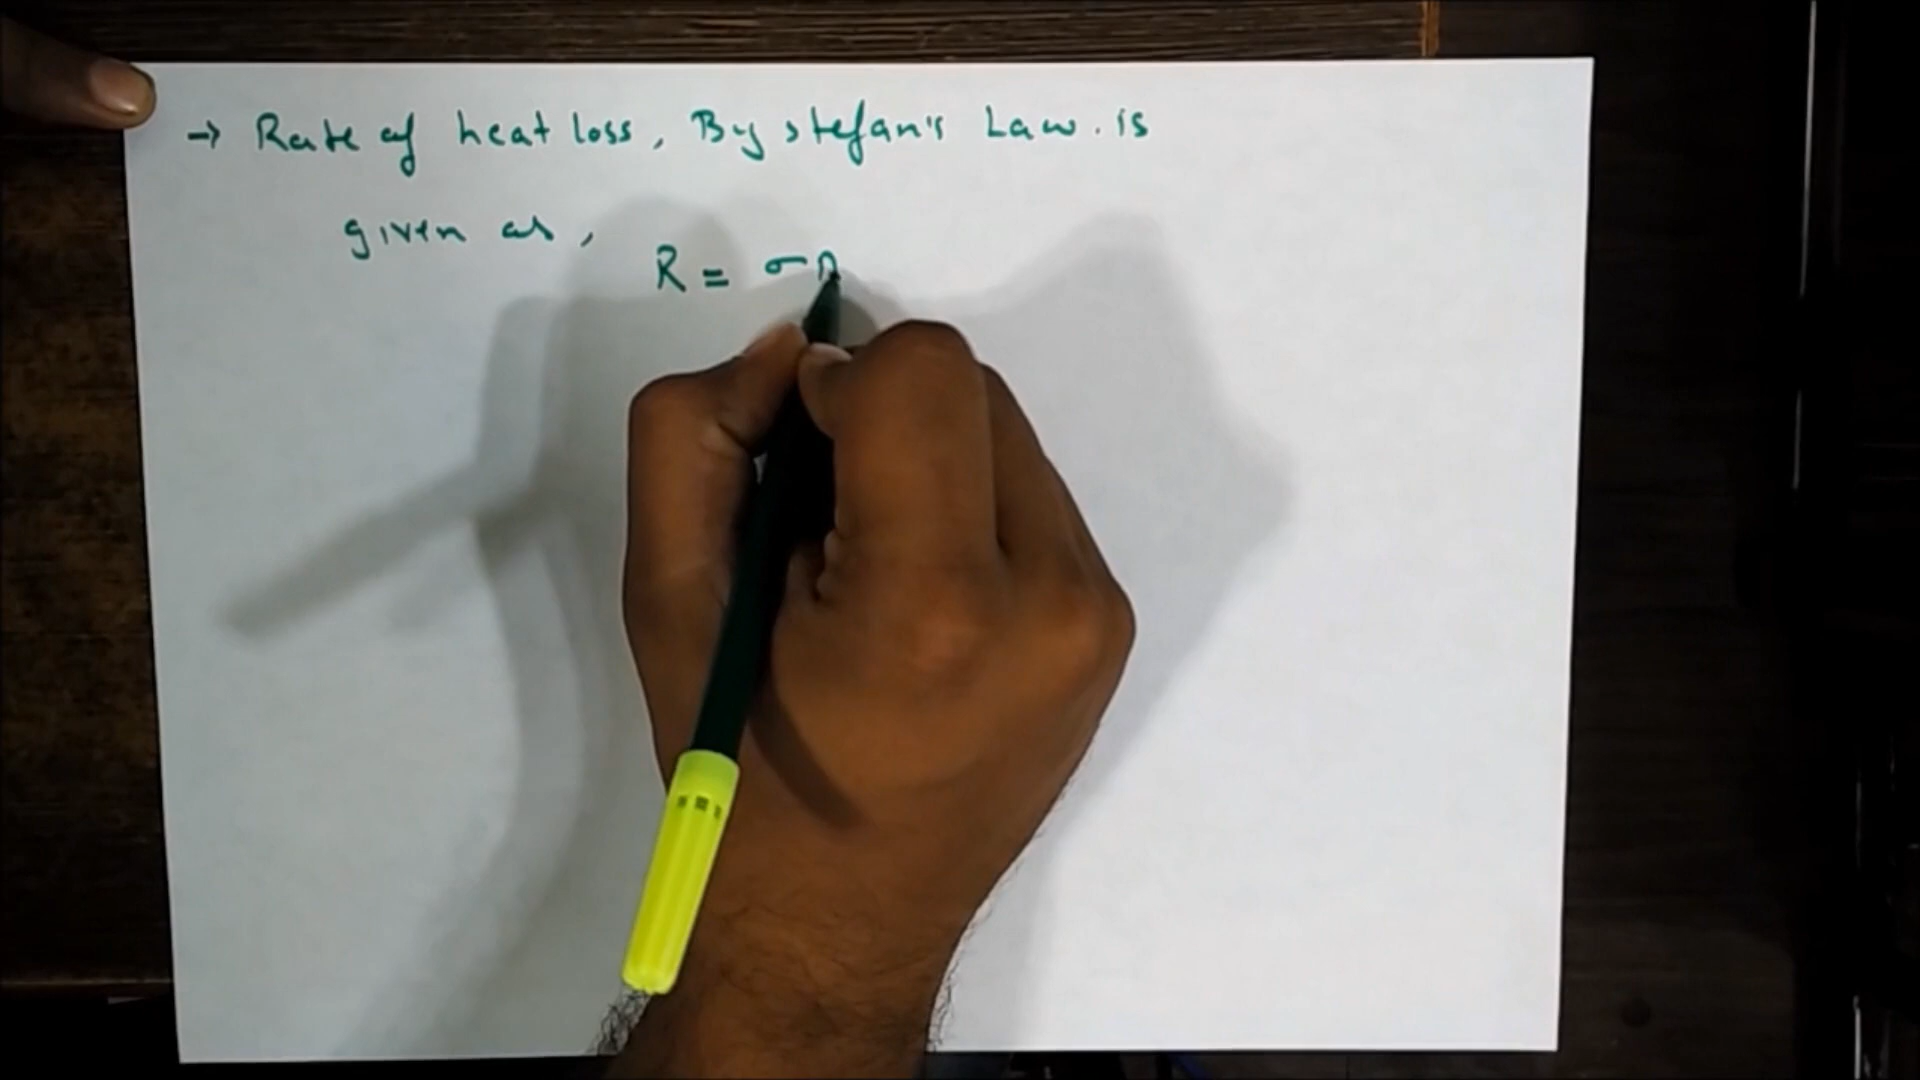 → Rate of heat loss, By stefan's Law. is
given as,
R = σ